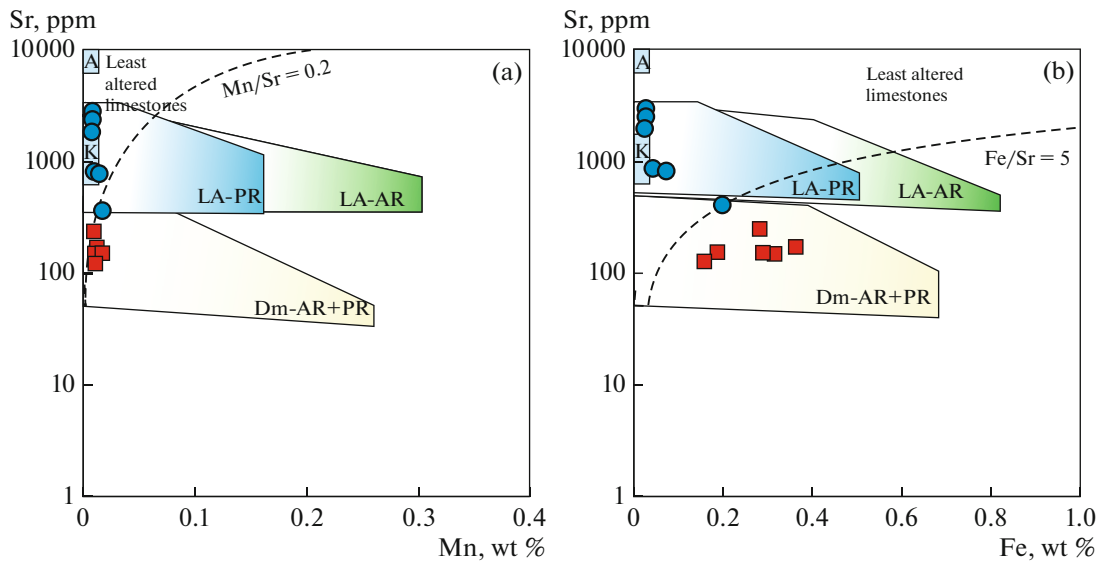 Sr, ppm
10000
1000
100
10
1
A
Least
altered
limestones
Mn/Sr = 0.2
(a)
K
LA-PR
LA-AR
Dm-AR+PR
0
0.1
0.2
0.3
0.4
Mn, wt %
Sr, ppm
10000
1000
100
10
1
A
Least altered
limestones
(b)
K
Fe/Sr = 5
LA-PR
LA-AR
Dm-AR+PR
0
0.2
0.4
0.6
0.8
1.0
Fe, wt %